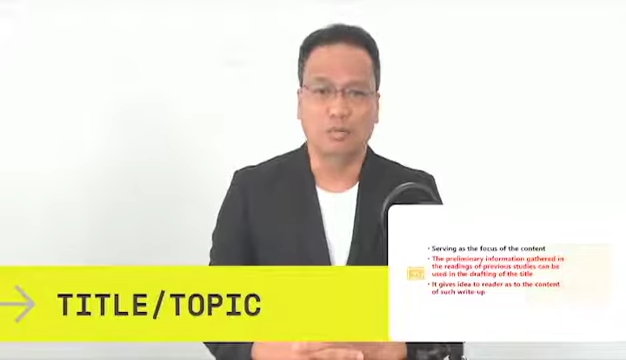 • Serving as the focus of the content
• The preliminary information gathered in
the readings of previous studies can be
used in the drafting of the title
• It gives idea to reader as to the content
of such write-up
TITLE/TOPIC